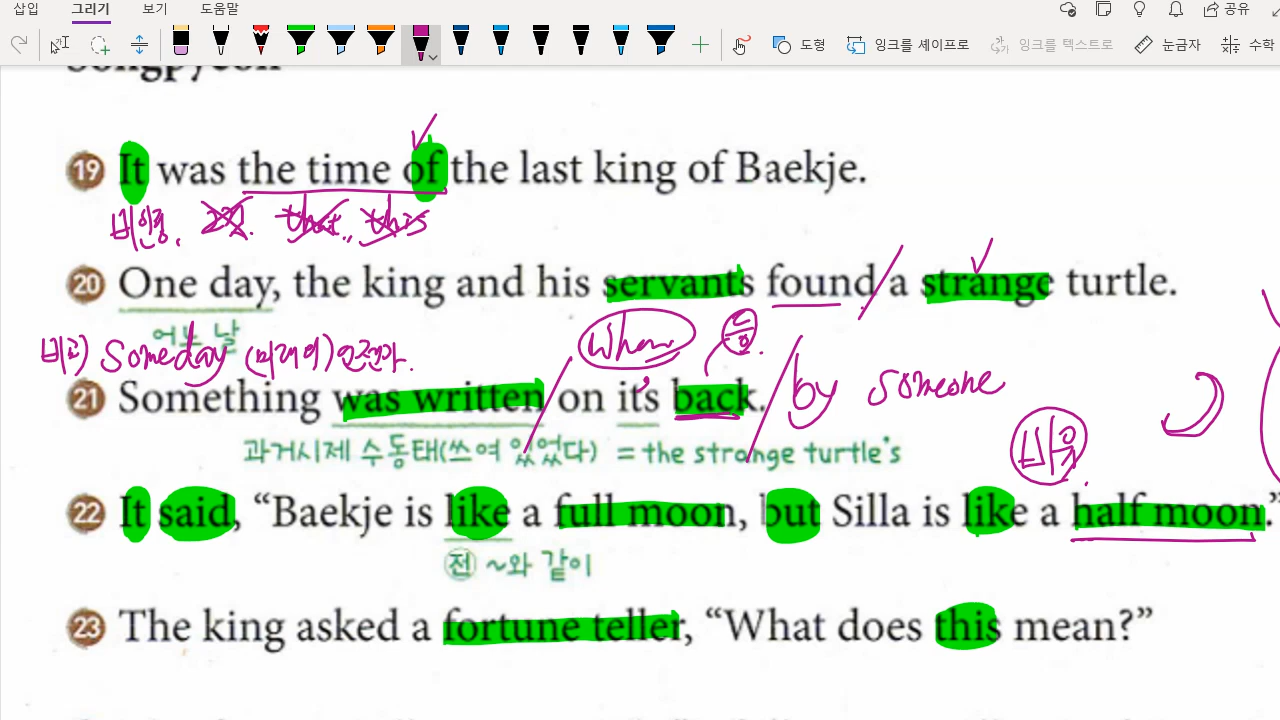 삽입 그리기 보기 도움말 공유
도형 잉크를 셰이프로 잉크를 텍스트로 눈금자 수학
Songpyeon
19 It was the time of the last king of Baekje.
비인칭, that, this
20 One day, the king and his servants found a strange turtle.
어느 날
비교) Someday (미래의) 언젠가.
when 등.
21 Something was written on it's back. by someone
과거시제 수동태(쓰여 있었다) = the strange turtle's
비유.
22 It said, “Baekje is like a full moon, but Silla is like a half moon.”
전 ~와 같이
23 The king asked a fortune teller, “What does this mean?”